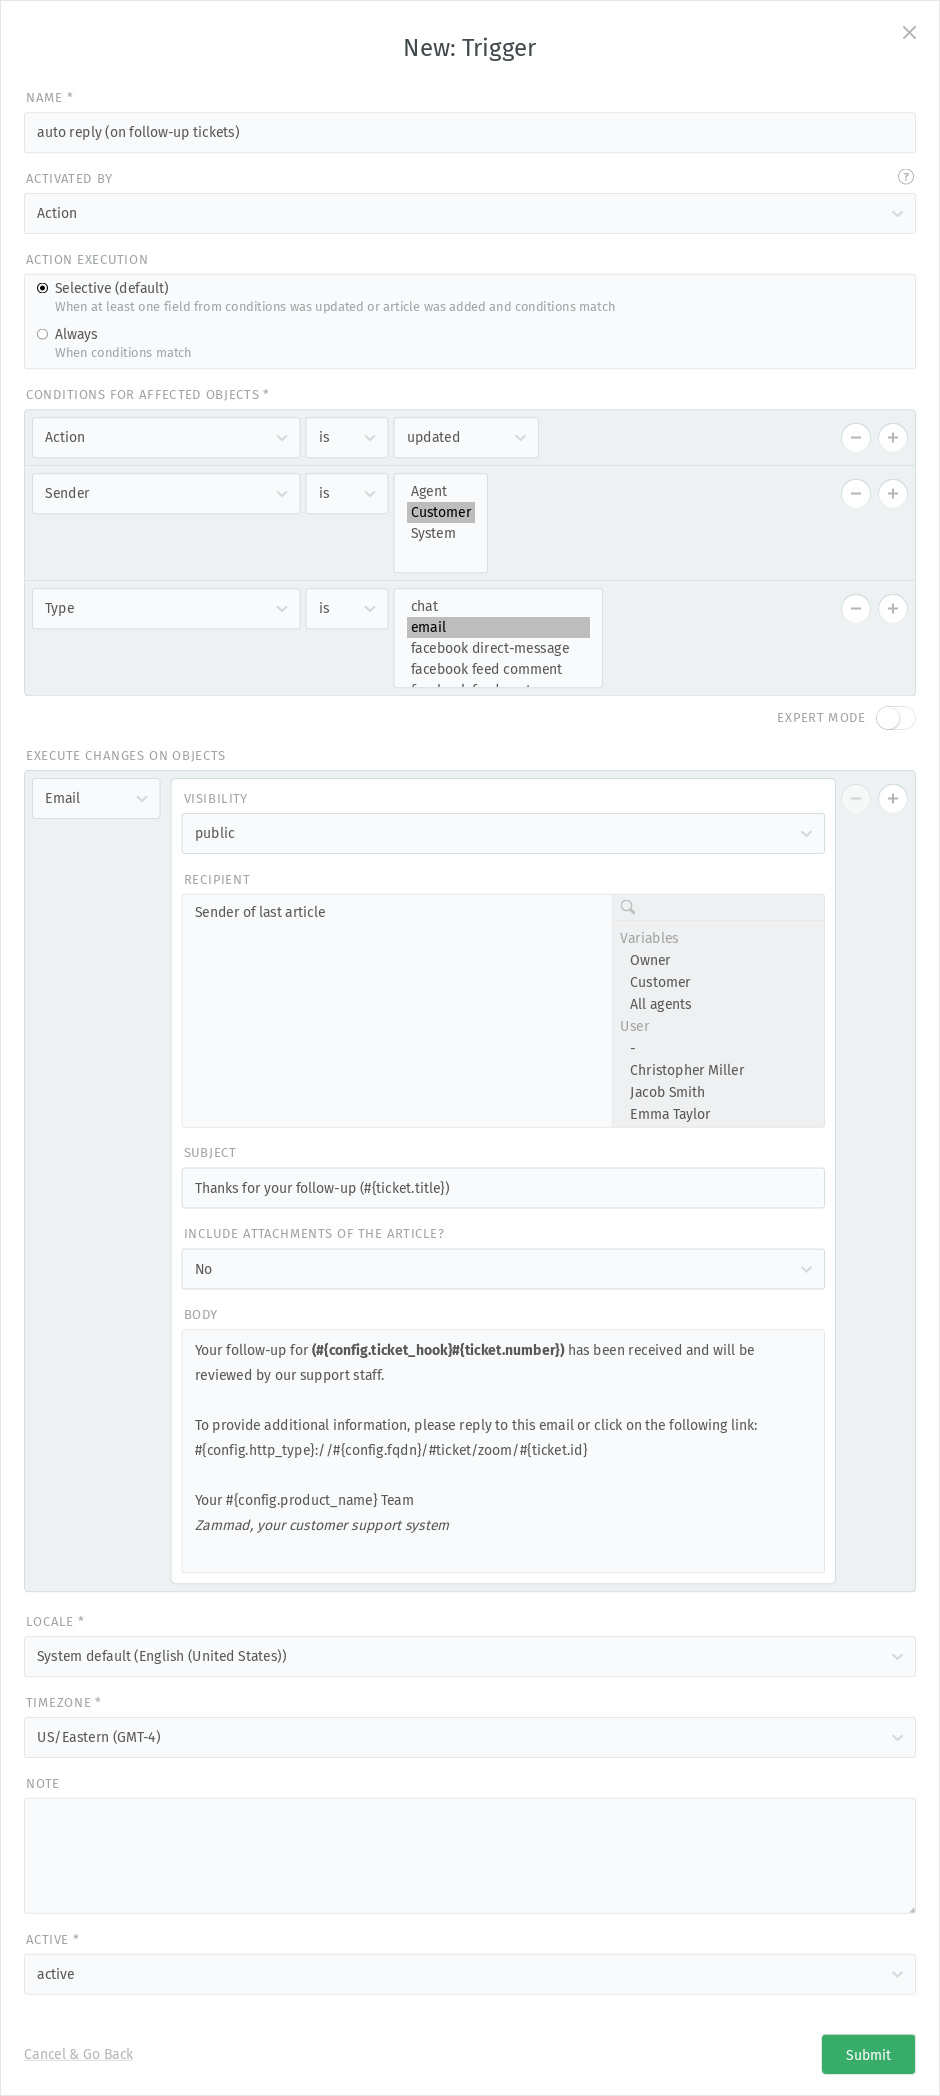 New: Trigger
NAME *
auto reply (on follow-up tickets)
ACTIVATED BY
?
Action
ACTION EXECUTION
Selective (default)
When at least one field from conditions was updated or article was added and conditions match
Always
When conditions match
CONDITIONS FOR AFFECTED OBJECTS *
Action is updated
Sender is Agent
Customer
System
Type is chat
email
facebook direct-message
facebook feed comment
EXPERT MODE
EXECUTE CHANGES ON OBJECTS
Email
VISIBILITY
public
RECIPIENT
Sender of last article
Variables
Owner
Customer
All agents
User
-
Christopher Miller
Jacob Smith
Emma Taylor
SUBJECT
Thanks for your follow-up (#{ticket.title})
INCLUDE ATTACHMENTS OF THE ARTICLE?
No
BODY
Your follow-up for (#{config.ticket_hook}#{ticket.number}) has been received and will be
reviewed by our support staff.
To provide additional information, please reply to this email or click on the following link:
#{config.http_type}://#{config.fqdn}/#ticket/zoom/#{ticket.id}
Your #{config.product_name} Team
Zammad, your customer support system
LOCALE *
System default (English (United States))
TIMEZONE *
US/Eastern (GMT-4)
NOTE
ACTIVE *
active
Cancel & Go Back
Submit